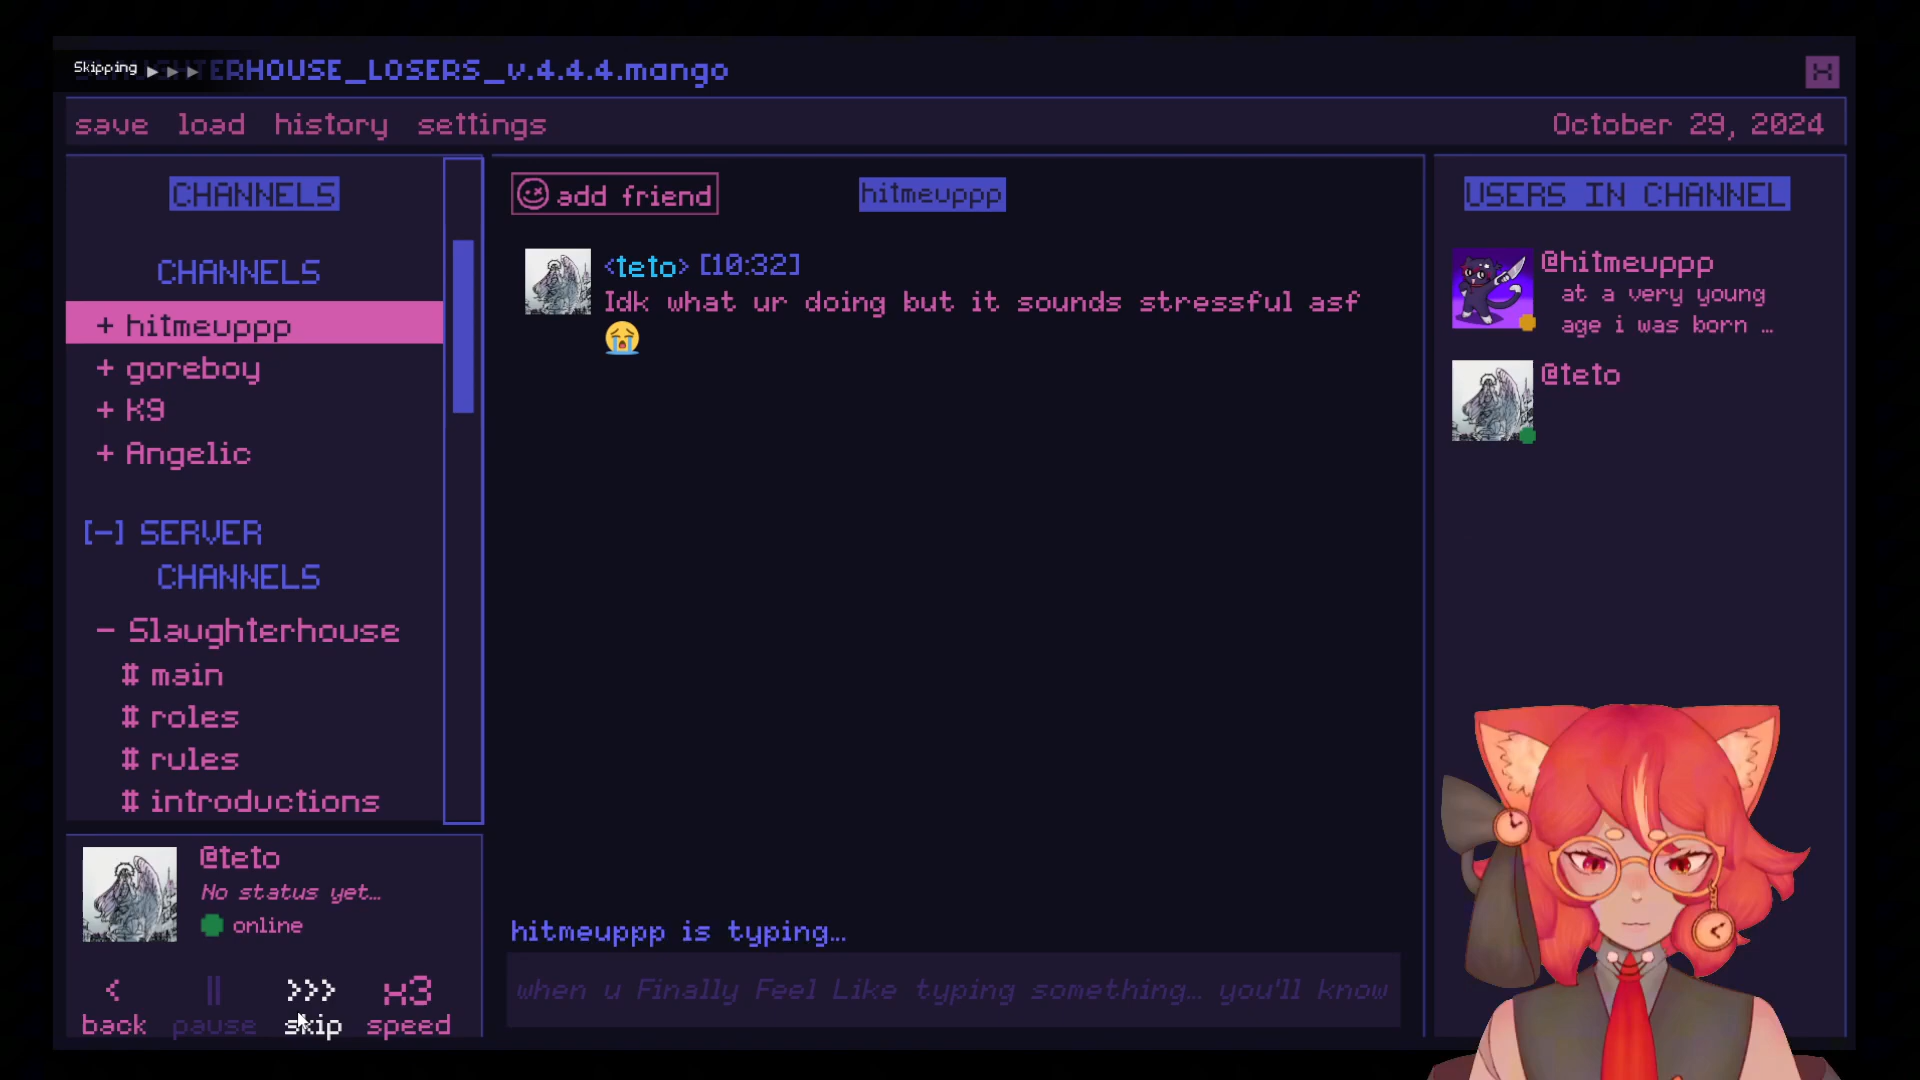 Skipping
HTERHOUSE_LOSERS_v.4.4.4.mango
save load history settings
October 29, 2024
CHANNELS
CHANNELS
+ hitmeuppp
+ goreboy
+ K9
+ Angelic
[-] SERVER
CHANNELS
- Slaughterhouse
# main
# roles
# rules
# introductions
@teto
No status yet...
online
< || >>> x3
back pause skip speed
add friend
hitmeuppp
<teto> [10:32]
Idk what ur doing but it sounds stressful asf
😭
hitmeuppp is typing...
when u Finally Feel Like typing something... you'll know
USERS IN CHANNEL
@hitmeuppp
at a very young
age i was born ...
@teto